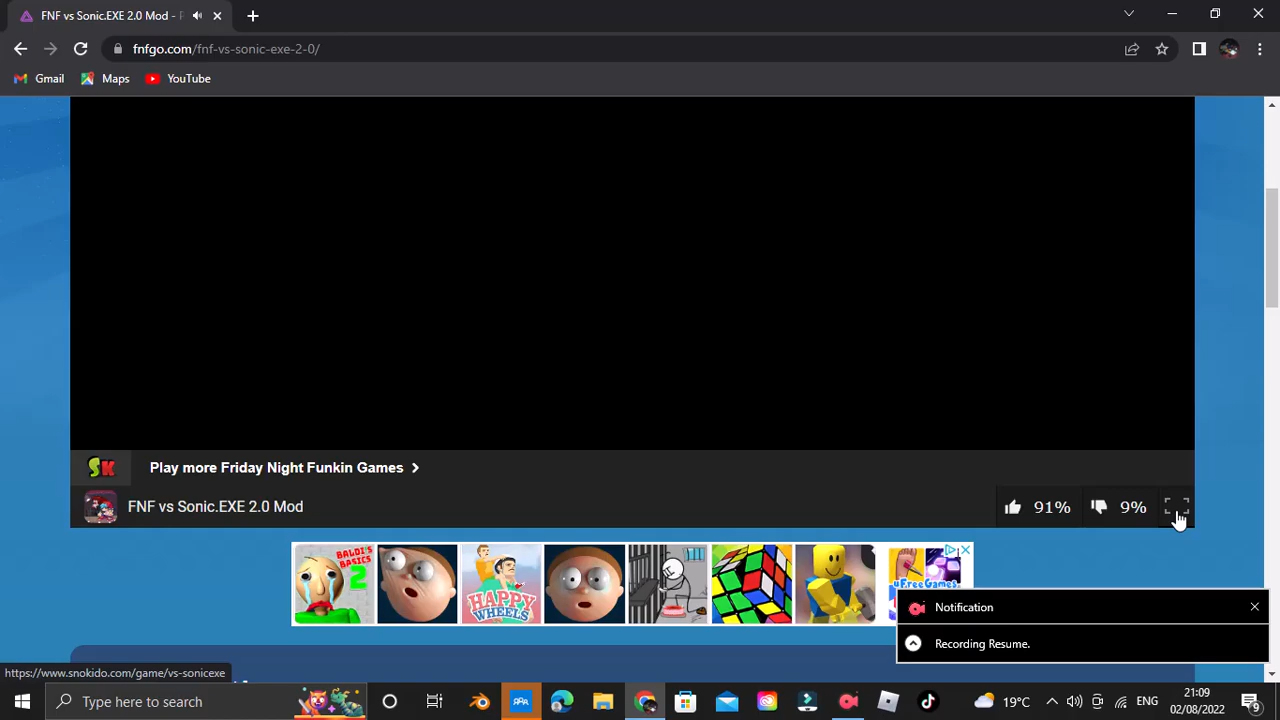 FNF vs Sonic.EXE 2.0 Mod - F
fnfgo.com/fnf-vs-sonic-exe-2-0/
Gmail Maps YouTube
SK Play more Friday Night Funkin Games
FNF vs Sonic.EXE 2.0 Mod 91% 9%
BALDI'S
BASICS
2
HAPPY
WHEELS
uFreeGames
Notification
Recording Resume.
https://www.snokido.com/game/vs-sonicexe
Type here to search
19°C ENG 21:09
02/08/2022 9